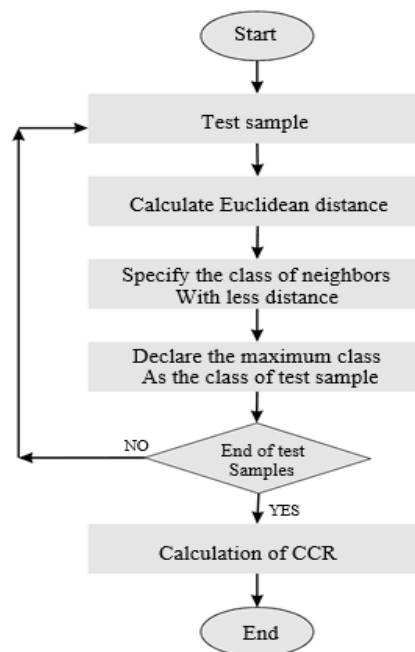 Start
Test sample
Calculate Euclidean distance
Specify the class of neighbors
With less distance
Declare the maximum class
As the class of test sample
NO
End of test
Samples
YES
Calculation of CCR
End